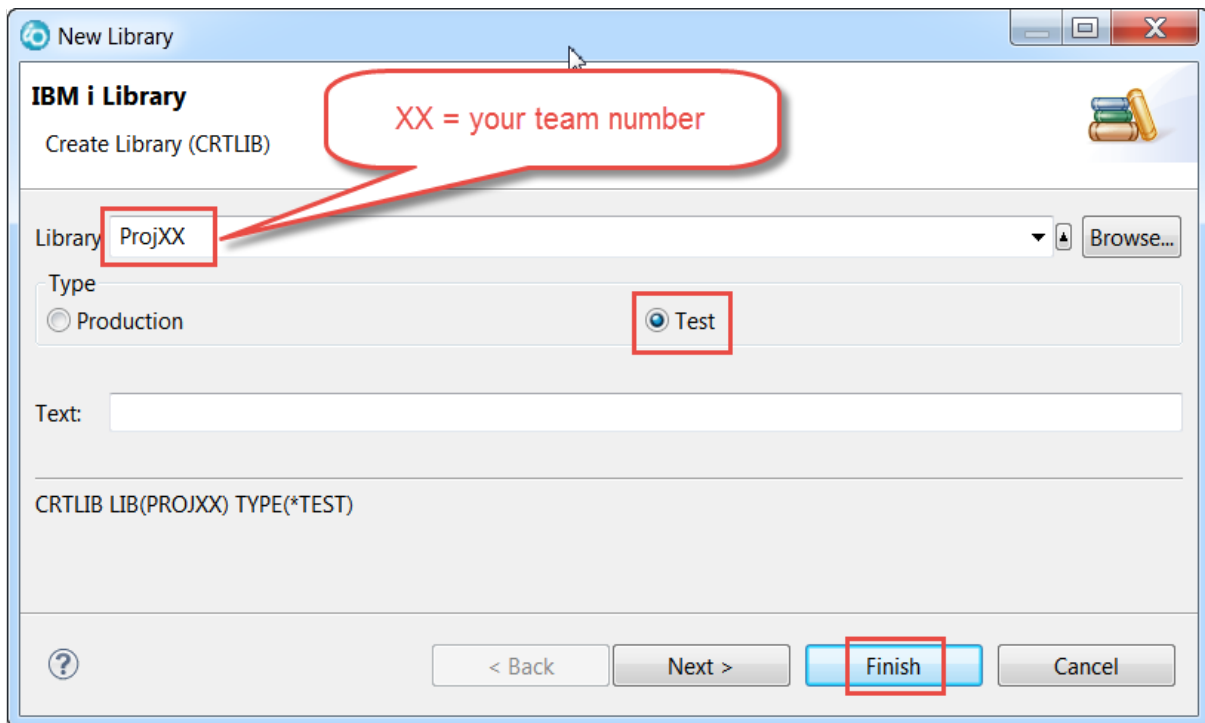 New Library
IBM i Library
Create Library (CRTLIB)
XX = your team number
Library ProjXX Browse...
Type
Production Test
Text:
CRTLIB LIB(PROJXX) TYPE(*TEST)
? < Back Next > Finish Cancel